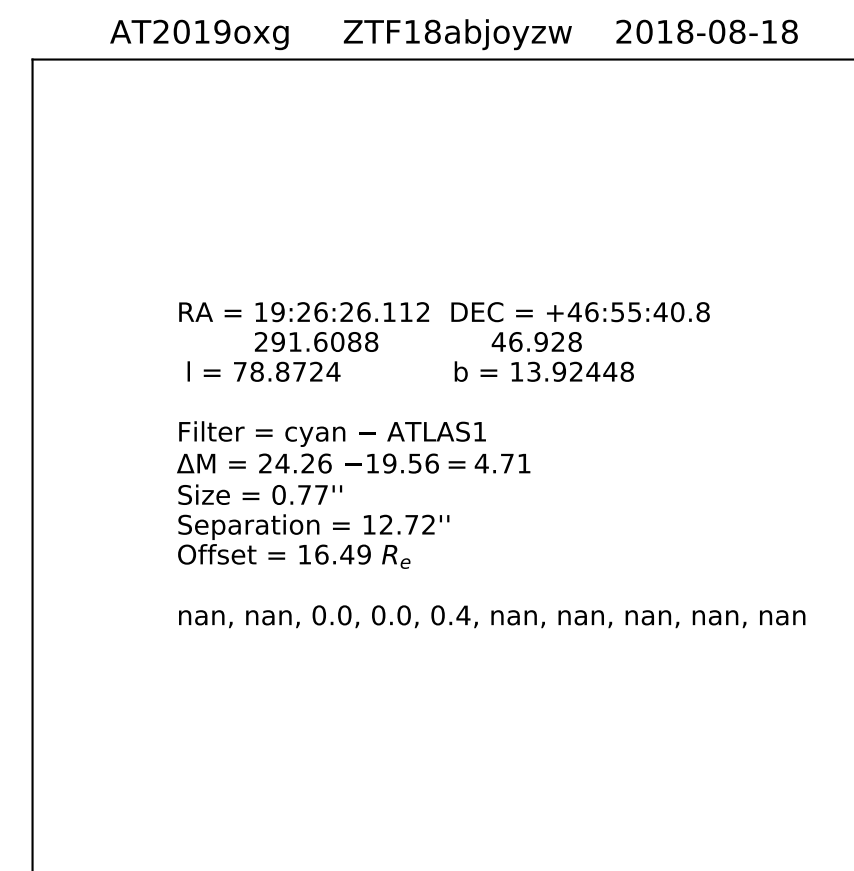 AT2019oxg ZTF18abjoyzw 2018-08-18
RA = 19:26:26.112 DEC = +46:55:40.8
291.6088 46.928
l = 78.8724 b = 13.92448
Filter = cyan − ATLAS1
ΔM = 24.26 −19.56 = 4.71
Size = 0.77''
Separation = 12.72''
Offset = 16.49 Rₑ
nan, nan, 0.0, 0.0, 0.4, nan, nan, nan, nan, nan